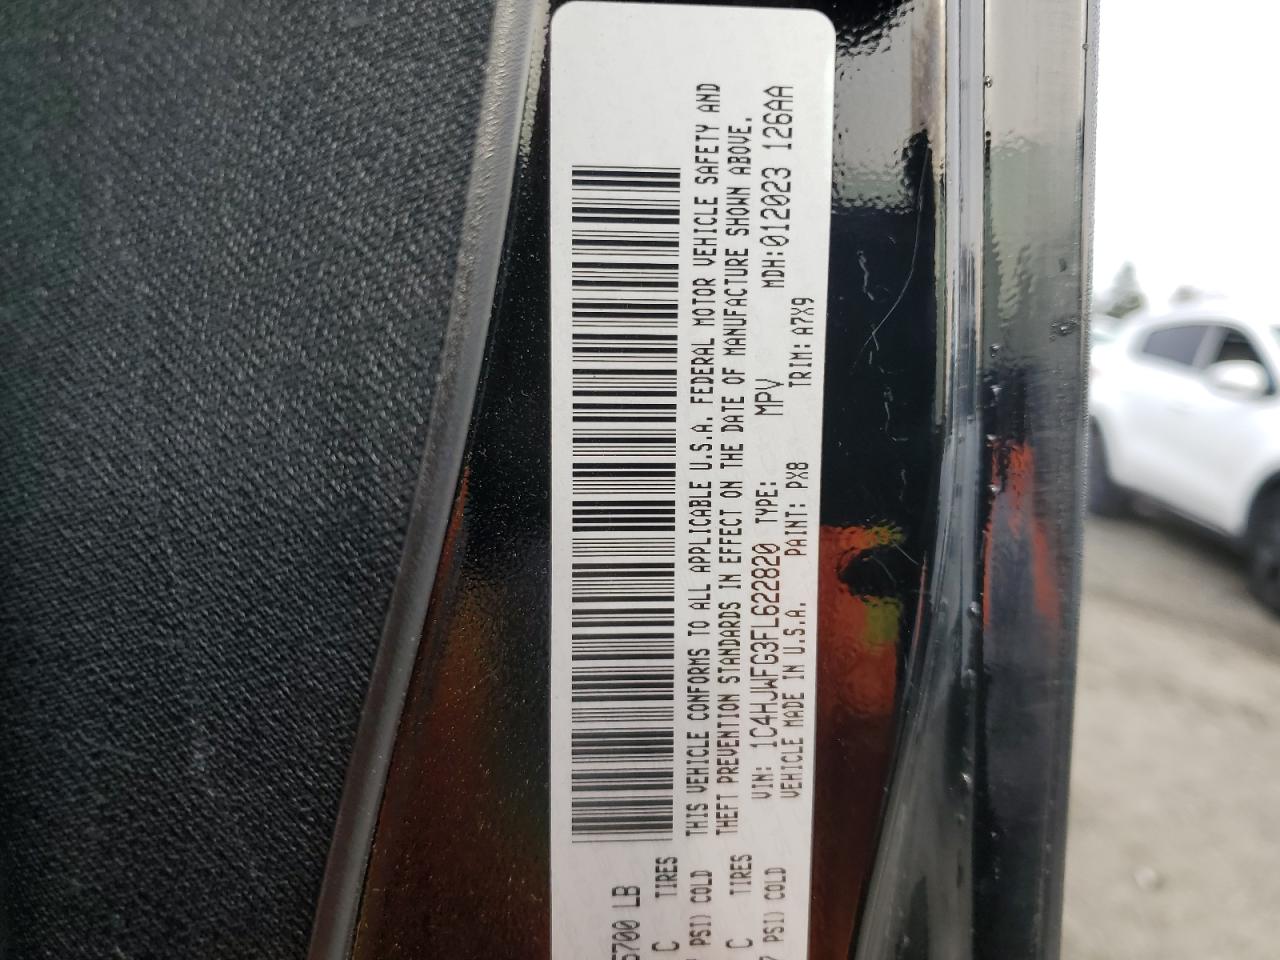 5700 LB
C TIRES
PSI) COLD
C TIRES
PSI) COLD
THIS VEHICLE CONFORMS TO ALL APPLICABLE U.S.A. FEDERAL MOTOR VEHICLE SAFETY AND
THEFT PREVENTION STANDARDS IN EFFECT ON THE DATE OF MANUFACTURE SHOWN ABOVE.
VIN: 1C4HJWFG3FL622820 TYPE: MPV MDH:012023 126AA
VEHICLE MADE IN U.S.A. PAINT: PX8 TRIM: A7X9